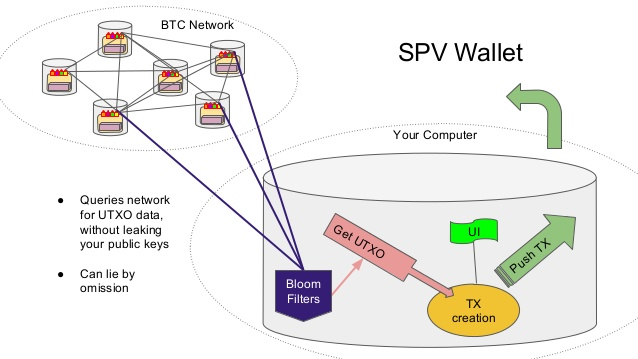 BTC Network
SPV Wallet
Your Computer
● Queries network
for UTXO data,
without leaking
your public keys
● Can lie by
omission
Get UTXO
UI
Push TX
Bloom
Filters
TX
creation